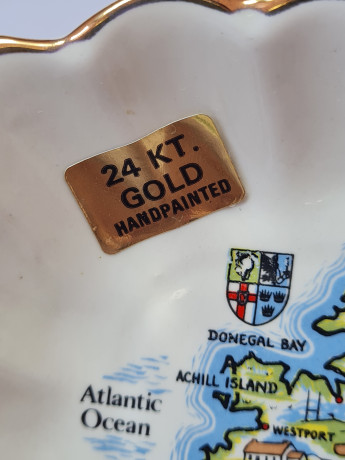 24 KT.
GOLD
HANDPAINTED
DONEGAL BAY
ACHILL ISLAND
Atlantic
Ocean
WESTPORT